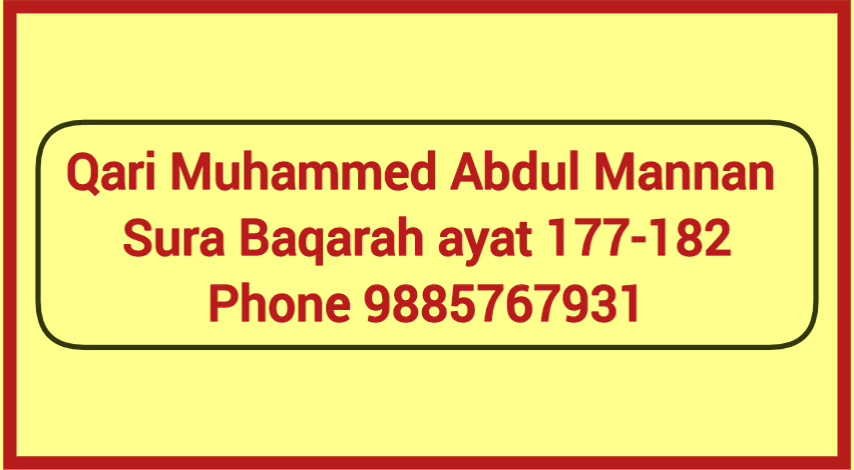 Qari Muhammed Abdul Mannan
Sura Baqarah ayat 177-182
Phone 9885767931